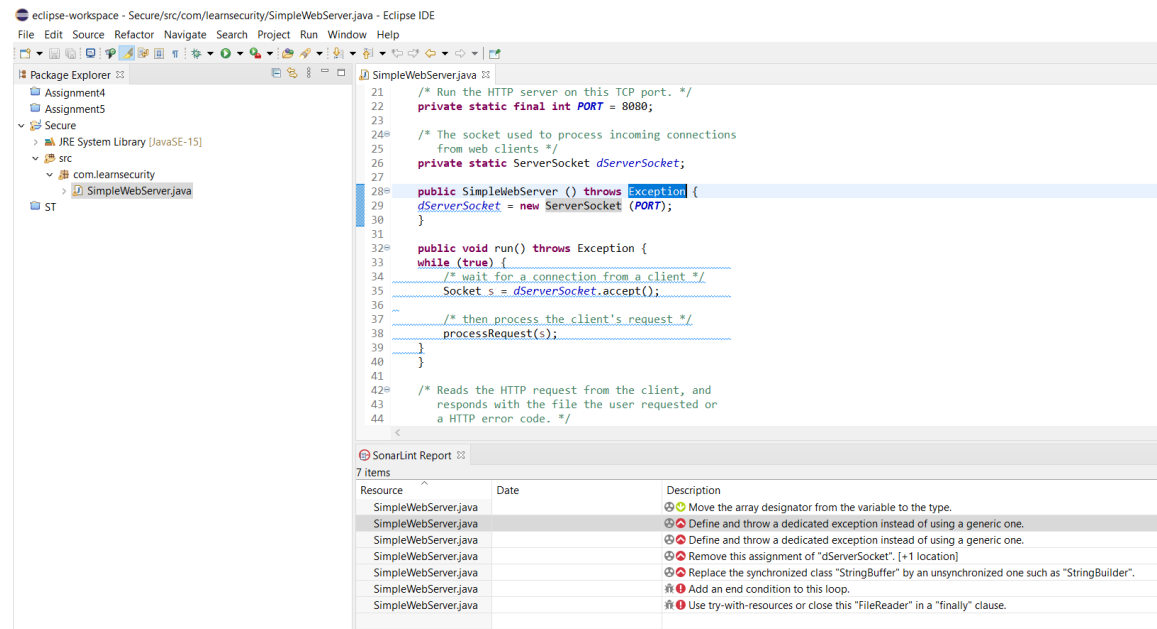 eclipse-workspace - Secure/src/com/learnsecurity/SimpleWebServer.java - Eclipse IDE
File Edit Source Refactor Navigate Search Project Run Window Help
Package Explorer
Assignment4
Assignment5
Secure
JRE System Library [JavaSE-15]
src
com.learnsecurity
SimpleWebServer.java
ST
SimpleWebServer.java
21 /* Run the HTTP server on this TCP port. */
22 private static final int PORT = 8080;
23
24 /* The socket used to process incoming connections
25 from web clients */
26 private static ServerSocket dServerSocket;
27
28 public SimpleWebServer () throws Exception {
29 dServerSocket = new ServerSocket (PORT);
30 }
31
32 public void run() throws Exception {
33 while (true) {
34 /* wait for a connection from a client */
35 Socket s = dServerSocket.accept();
36
37 /* then process the client's request */
38 processRequest(s);
39 }
40 }
41
42 /* Reads the HTTP request from the client, and
43 responds with the file the user requested or
44 a HTTP error code. */
SonarLint Report
7 items
Resource Date Description
SimpleWebServer.java Move the array designator from the variable to the type.
SimpleWebServer.java Define and throw a dedicated exception instead of using a generic one.
SimpleWebServer.java Define and throw a dedicated exception instead of using a generic one.
SimpleWebServer.java Remove this assignment of "dServerSocket". [+1 location]
SimpleWebServer.java Replace the synchronized class "StringBuffer" by an unsynchronized one such as "StringBuilder".
SimpleWebServer.java Add an end condition to this loop.
SimpleWebServer.java Use try-with-resources or close this "FileReader" in a "finally" clause.